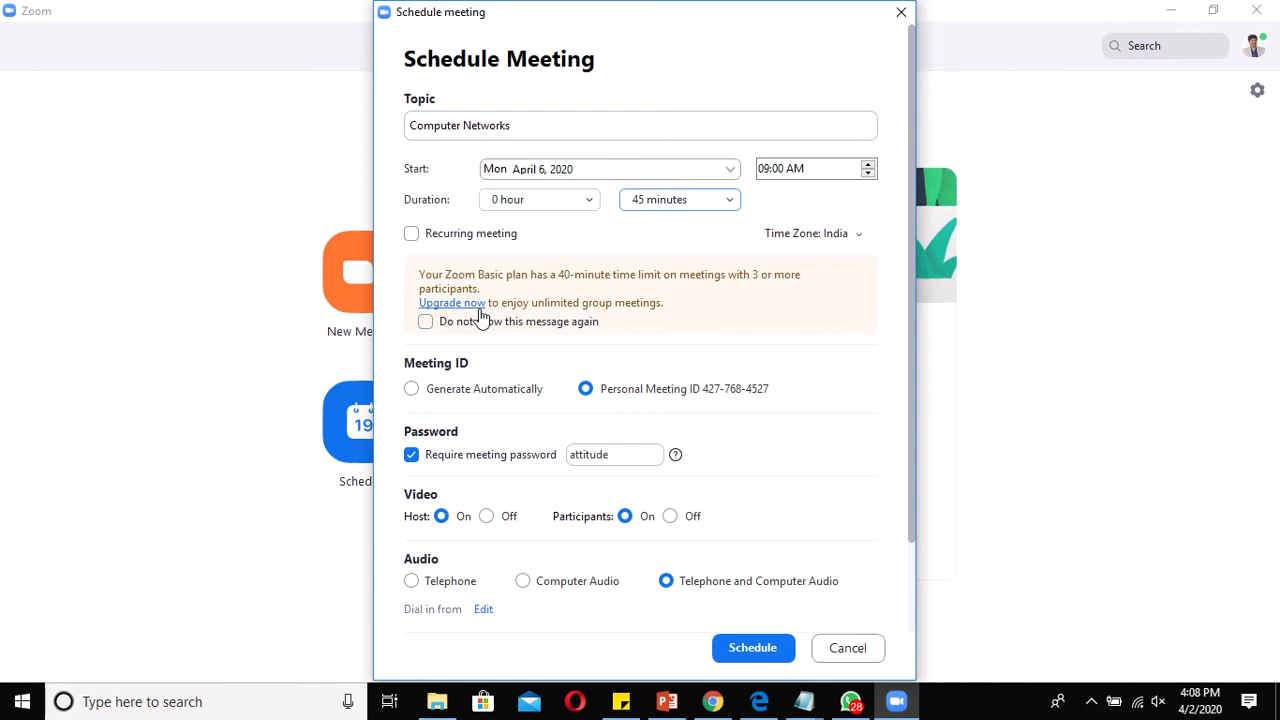 Zoom
Schedule meeting
Search
Schedule Meeting
Topic
Computer Networks
Start: Mon April 6, 2020 09:00 AM
Duration: 0 hour 45 minutes
Recurring meeting Time Zone: India
Your Zoom Basic plan has a 40-minute time limit on meetings with 3 or more
participants.
Upgrade now to enjoy unlimited group meetings.
Do not this message again
New Me
Meeting ID
Generate Automatically Personal Meeting ID 427-768-4527
19
Password
Require meeting password attitude ?
Sched
Video
Host: On Off Participants: On Off
Audio
Telephone Computer Audio Telephone and Computer Audio
Dial in from Edit
Schedule Cancel
Type here to search
28
4:08 PM
4/2/2020